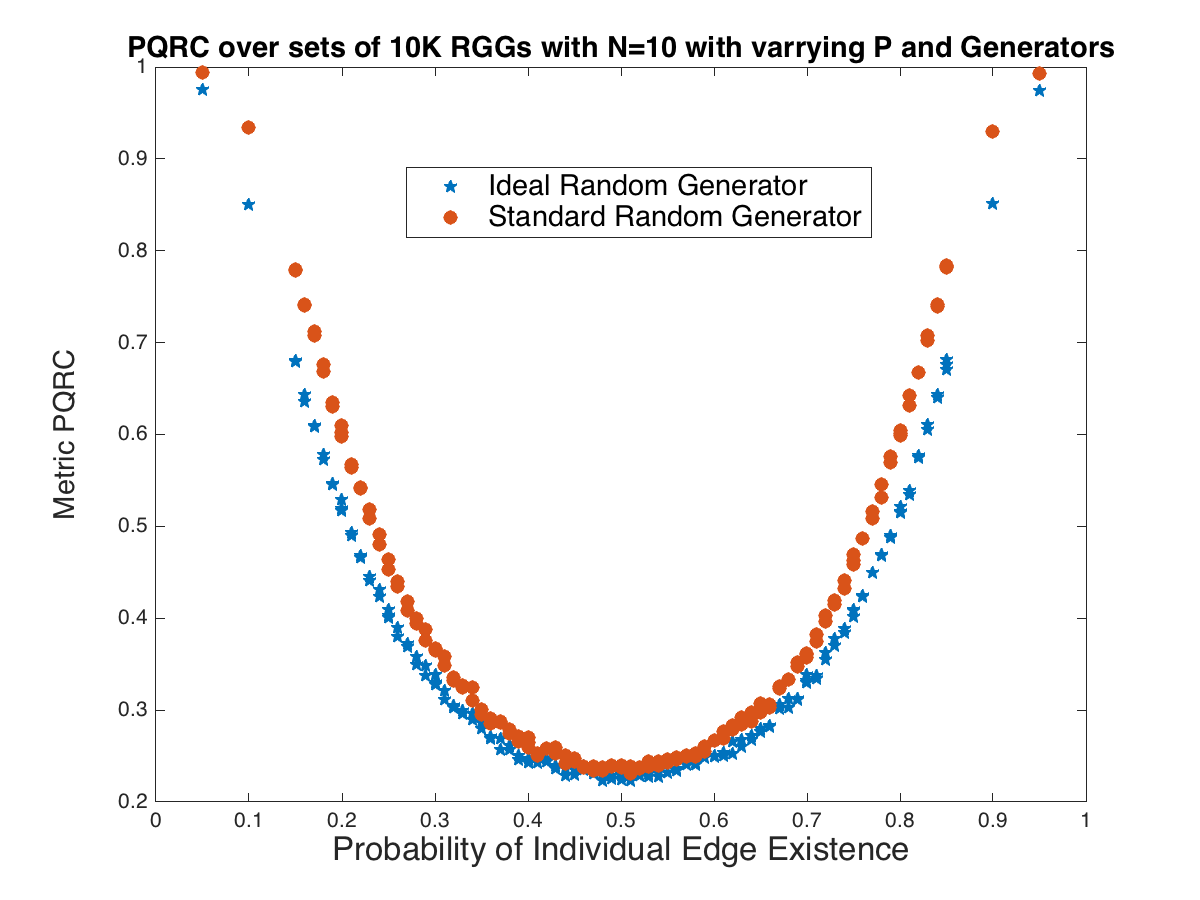 PQRC over sets of 10K RGGs with N=10 with varrying P and Generators
1
0.9
0.8
0.7
0.6
0.5
0.4
0.3
0.2
Metric PQRC
Ideal Random Generator
Standard Random Generator
0 0.1 0.2 0.3 0.4 0.5 0.6 0.7 0.8 0.9 1
Probability of Individual Edge Existence